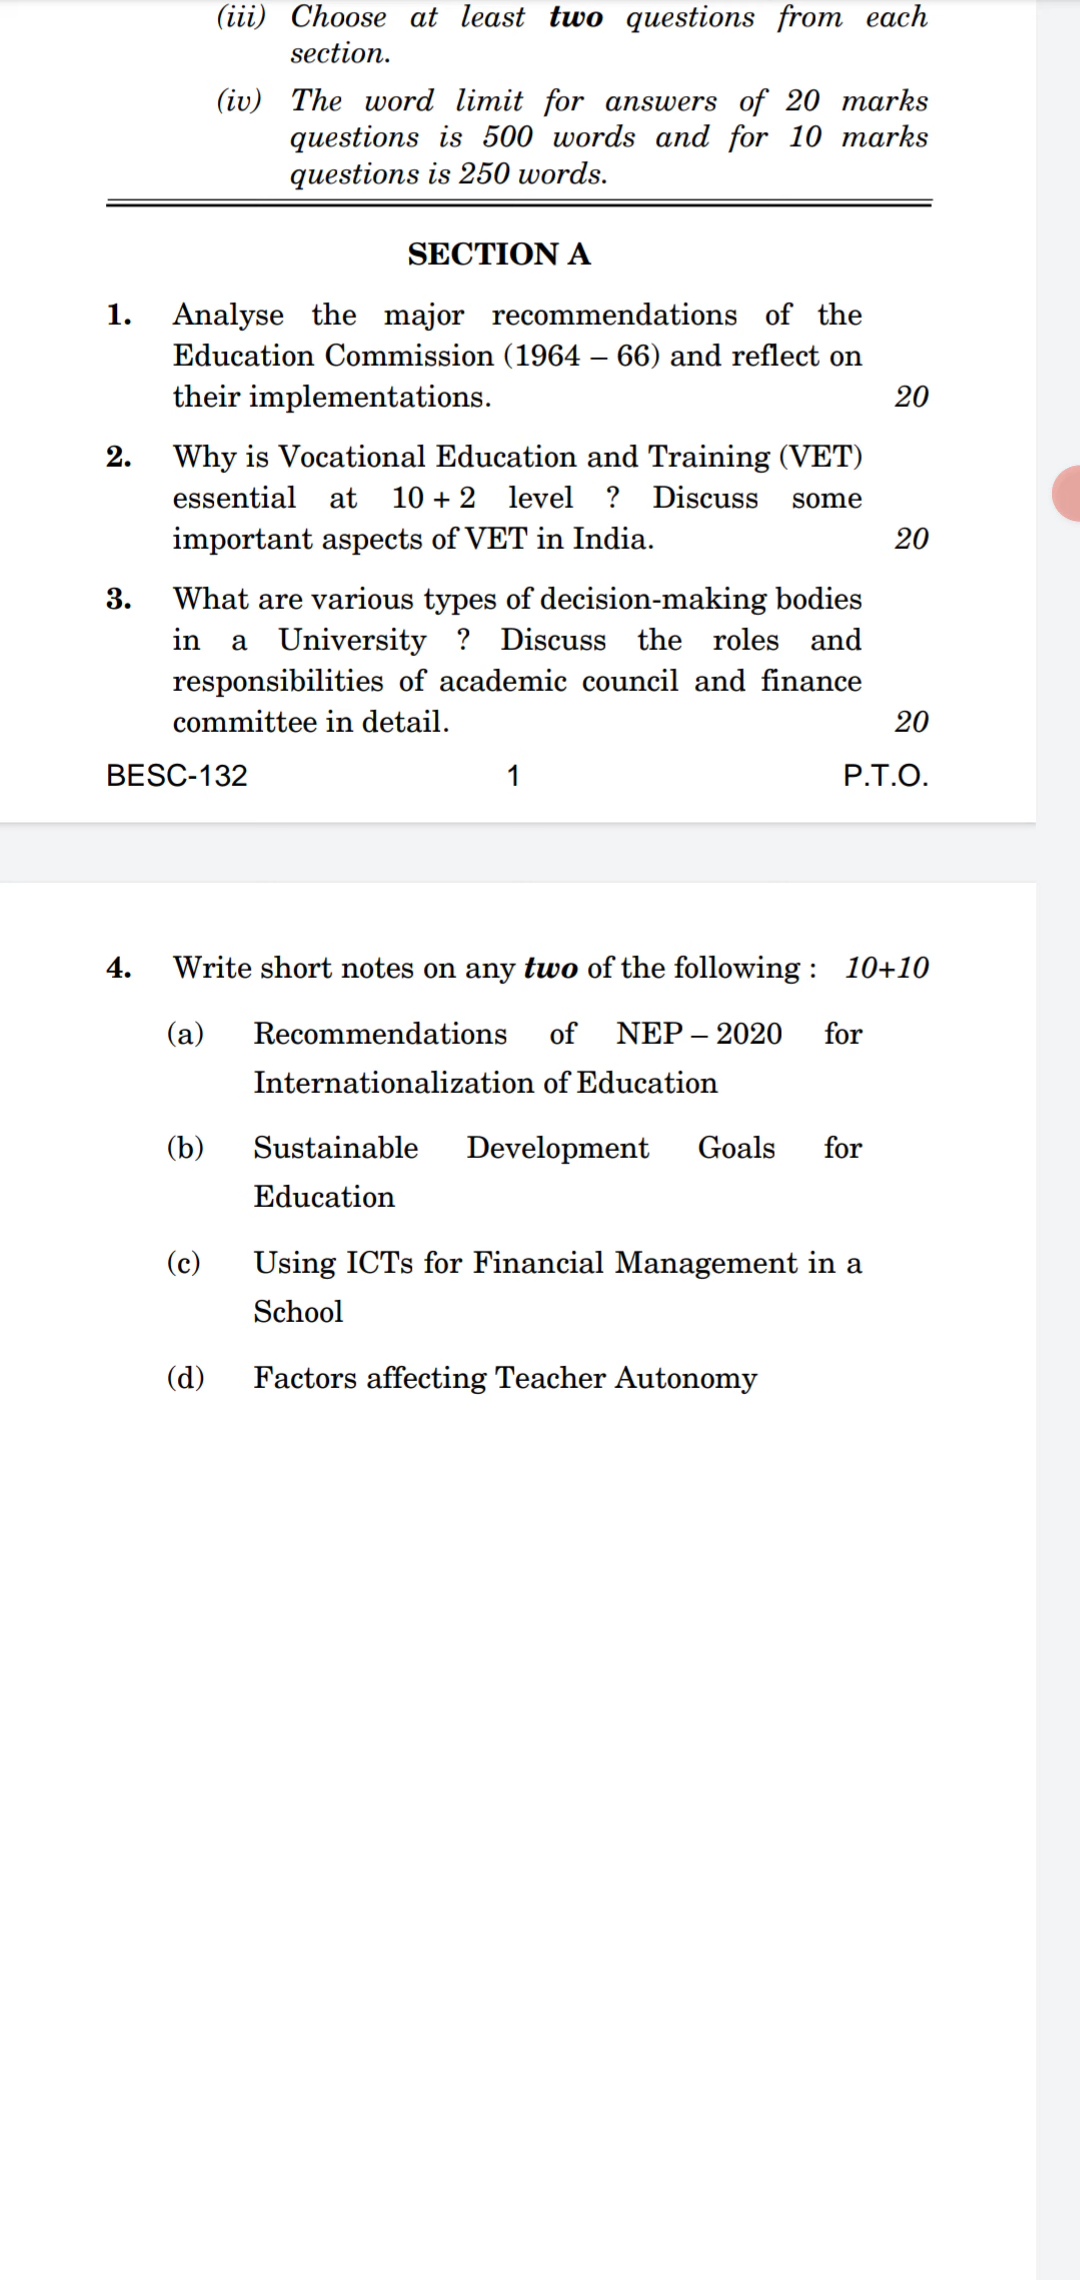 (iii) Choose at least two questions from each
section.
(iv) The word limit for answers of 20 marks
questions is 500 words and for 10 marks
questions is 250 words.
SECTION A
1. Analyse the major recommendations of the
Education Commission (1964 – 66) and reflect on
their implementations. 20
2. Why is Vocational Education and Training (VET)
essential at 10 + 2 level ? Discuss some
important aspects of VET in India. 20
3. What are various types of decision-making bodies
in a University ? Discuss the roles and
responsibilities of academic council and finance
committee in detail. 20
BESC-132 1 P.T.O.
4. Write short notes on any two of the following : 10+10
(a) Recommendations of NEP – 2020 for
Internationalization of Education
(b) Sustainable Development Goals for
Education
(c) Using ICTs for Financial Management in a
School
(d) Factors affecting Teacher Autonomy